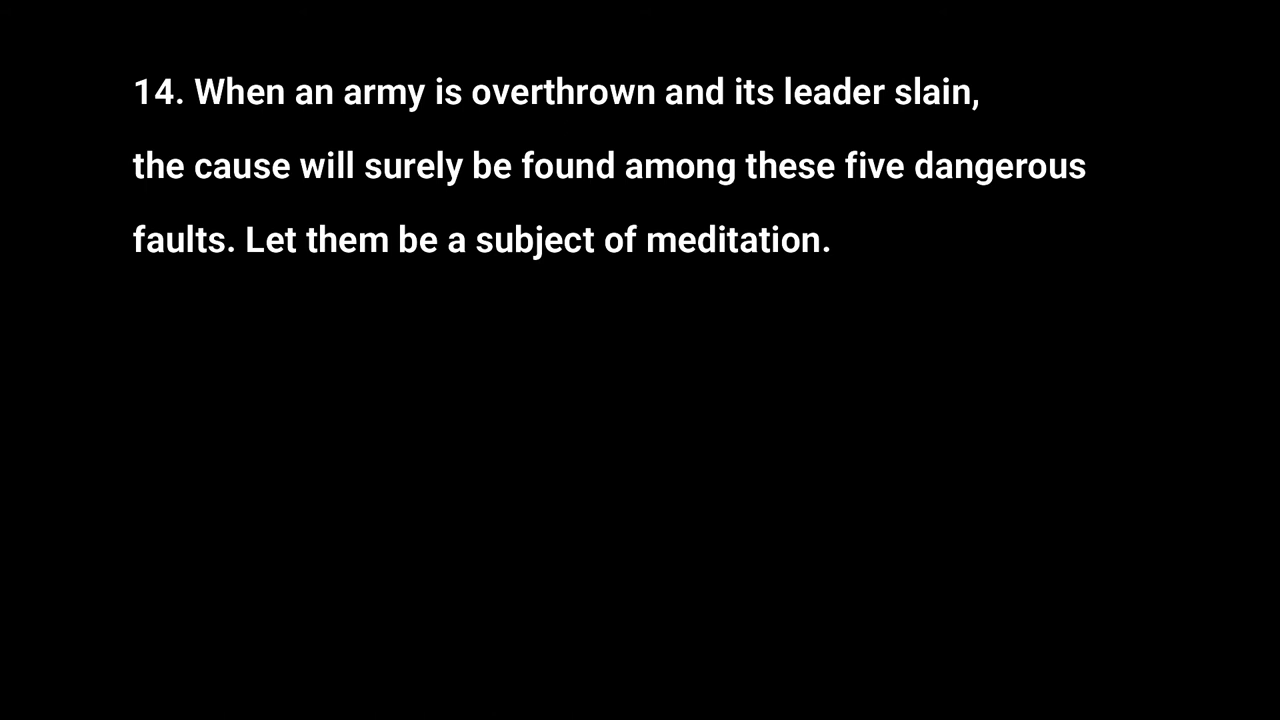 14. When an army is overthrown and its leader slain,
the cause will surely be found among these five dangerous
faults. Let them be a subject of meditation.